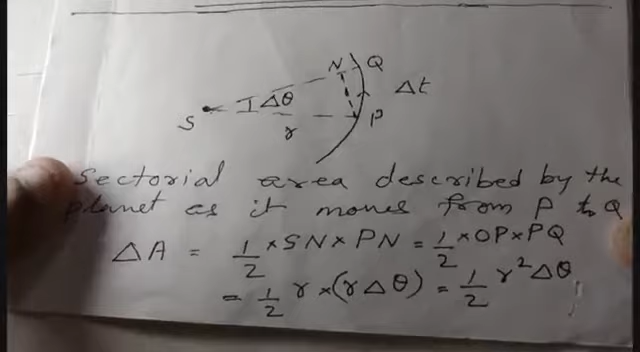 N Q
Δθ Δt
S r P
Sectorial area described by the
planet as it moves from P to Q
ΔA = 1/2 × SN × PN = 1/2 × OP × PQ
= 1/2 r × (r Δθ) = 1/2 r² Δθ